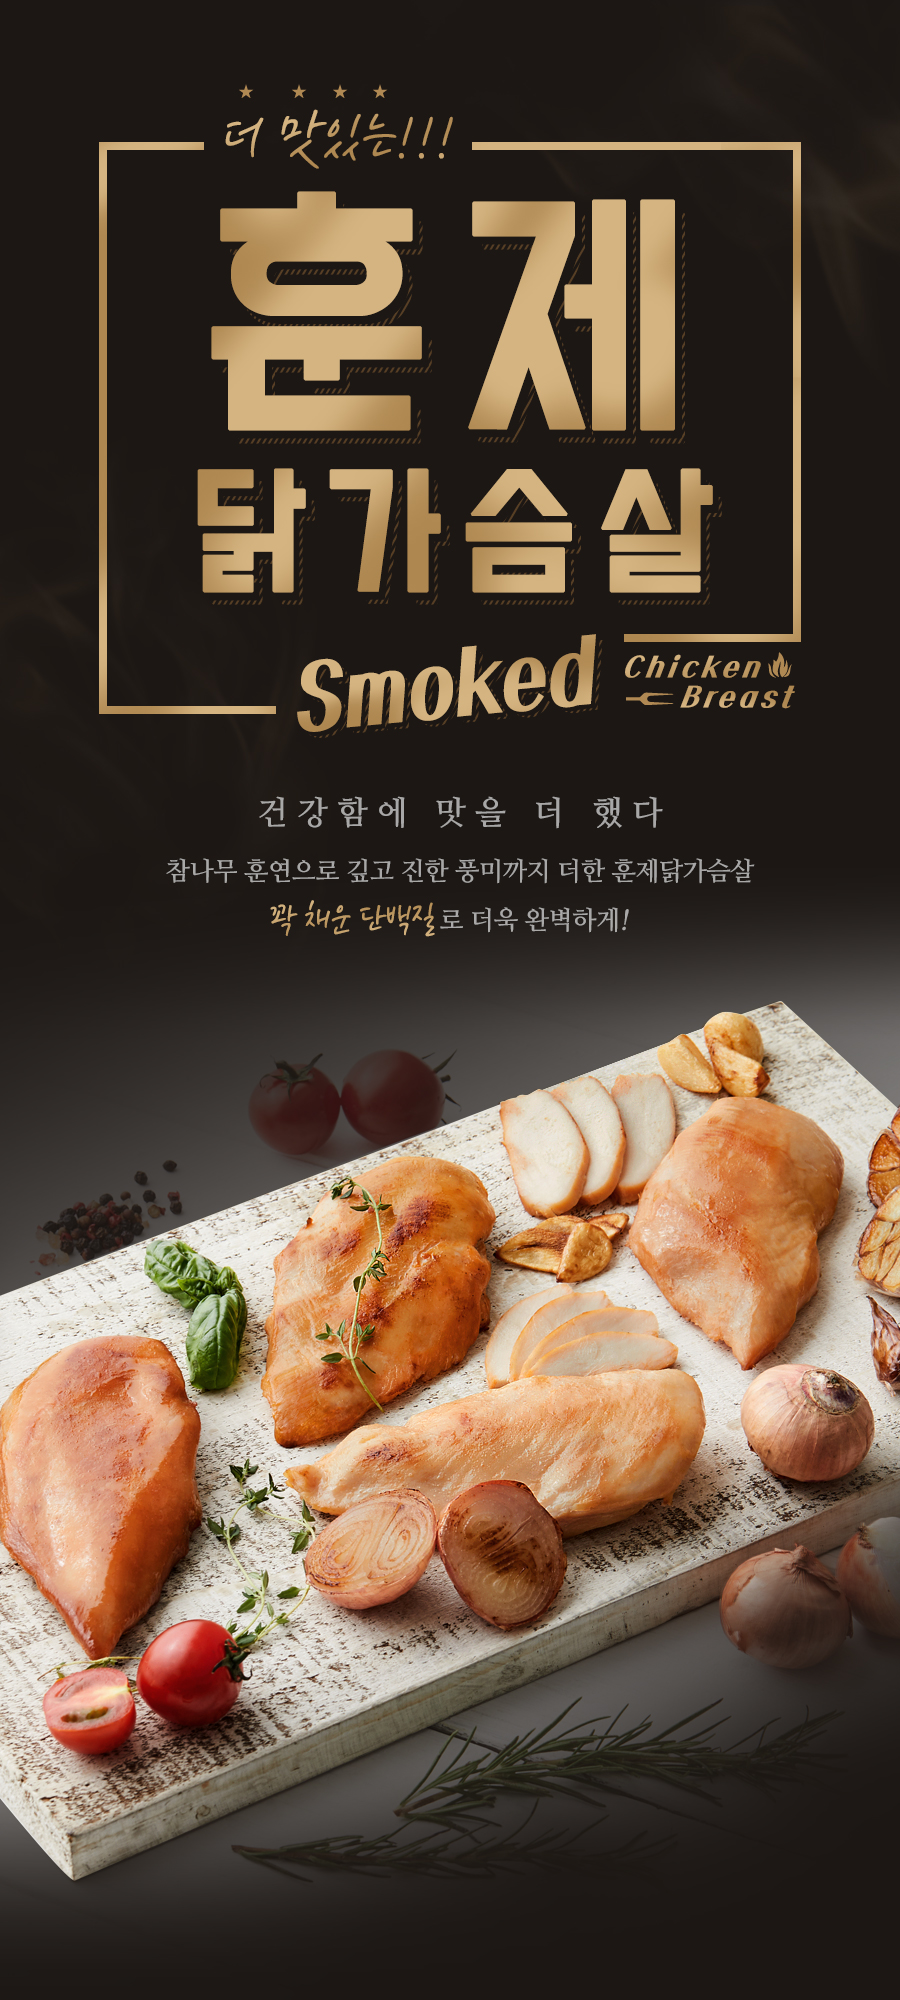 더 맛있는!!!
훈제
닭가슴살
Smoked
Chicken
Breast
건강함에 맛을 더 했다
참나무 훈연으로 깊고 진한 풍미까지 더한 훈제닭가슴살
꽉 채운 단백질로 더욱 완벽하게!